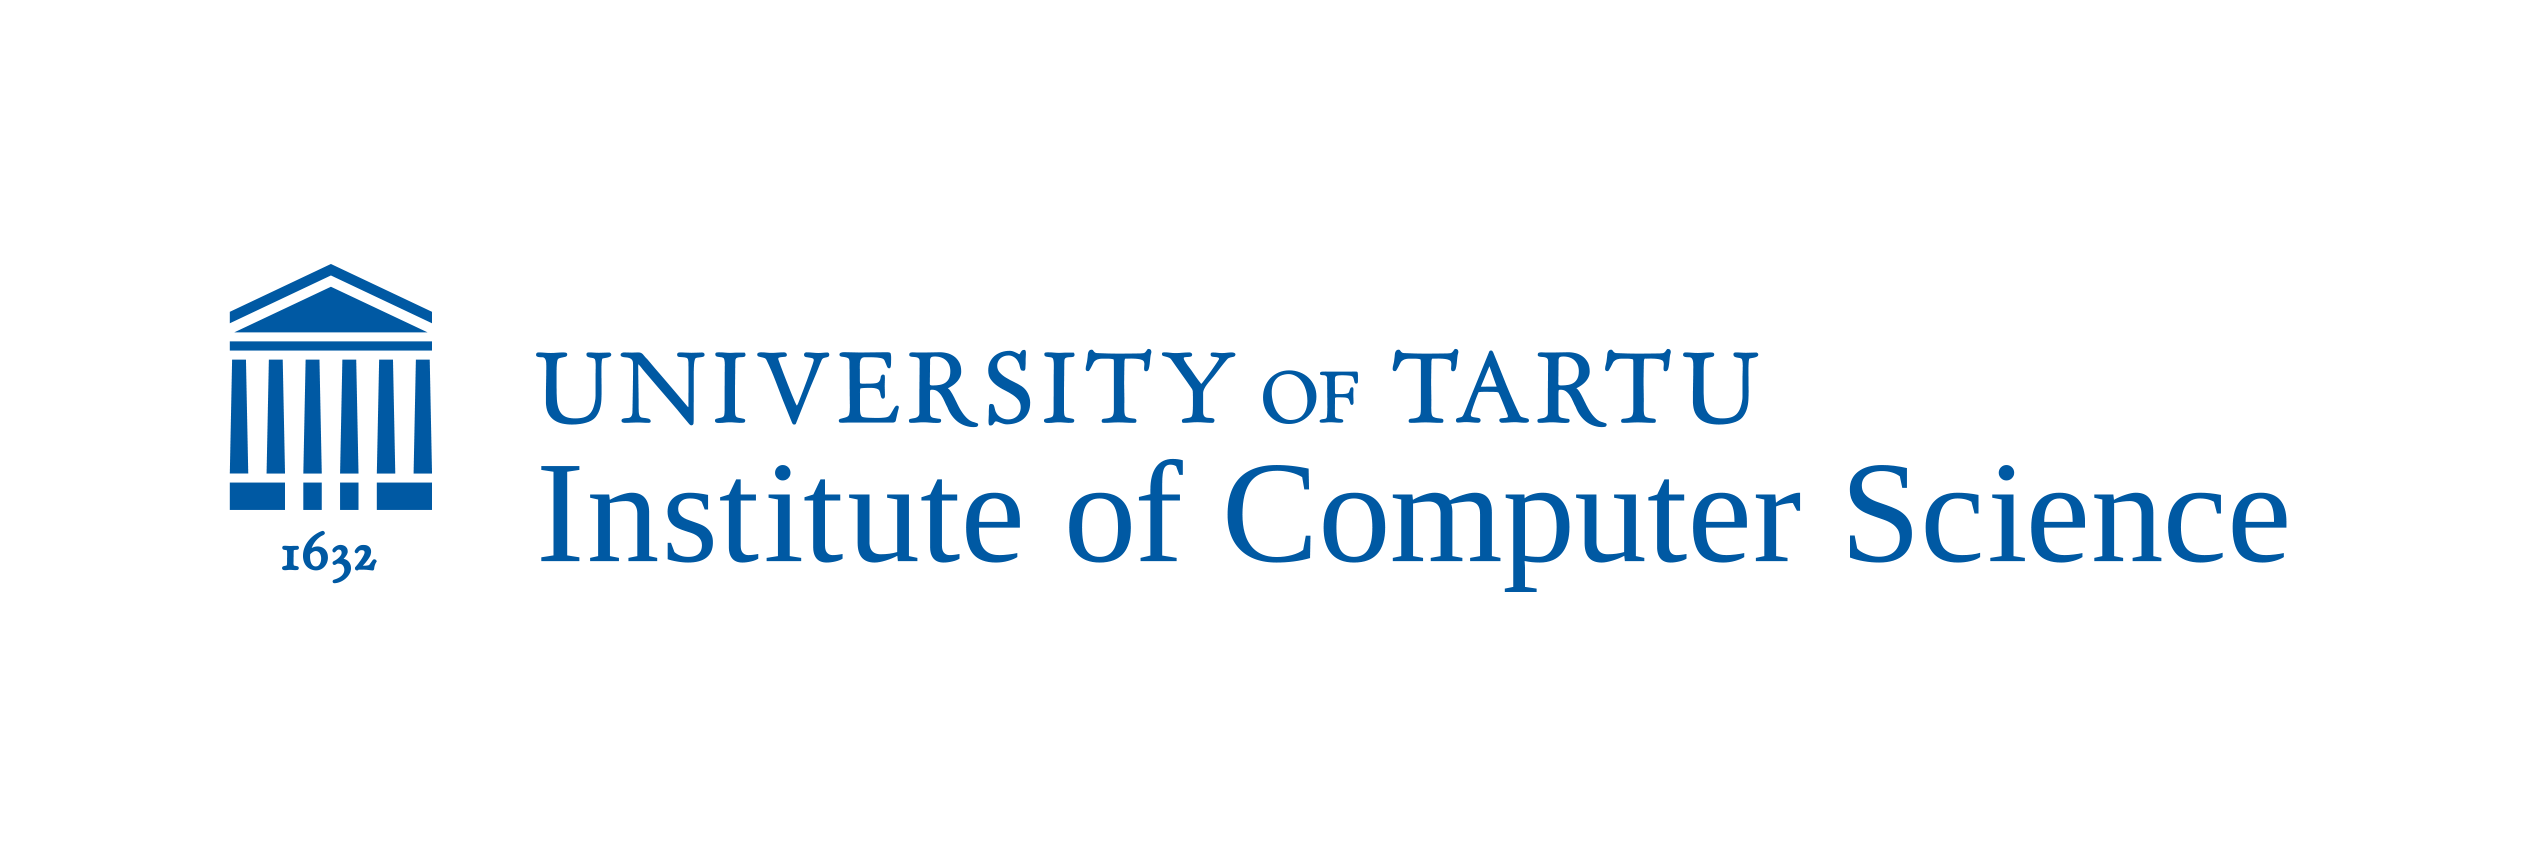 UNIVERSITY OF TARTU
Institute of Computer Science
1632